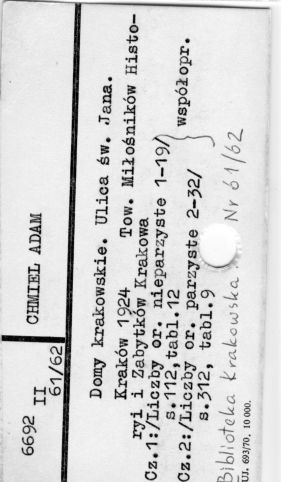 6692 II
61/62
CHMIEL ADAM
Domy krakowskie. Ulica św. Jana.
Kraków 1924 Tow. Miłośników Histo-
ryi i Zabytków Krakowa
Cz.1:/Liczby or. nieparzyste 1-19/
s.112,tabl.12
Cz.2:/Liczby or. parzyste 2-32/
s.312, tabl.9
współopr.
Biblioteka Krakowska Nr 61/62
UJ. 693/70. 10 000.